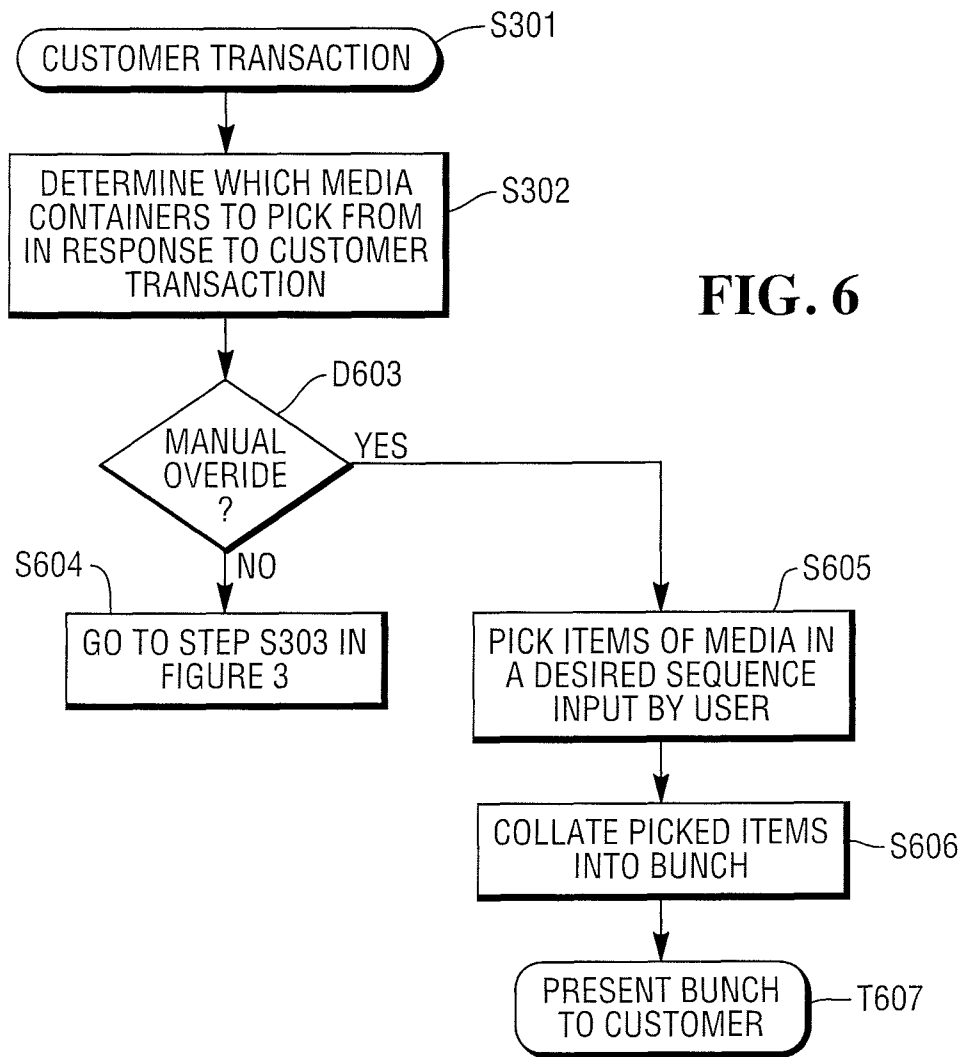 CUSTOMER TRANSACTION
S301
DETERMINE WHICH MEDIA
CONTAINERS TO PICK FROM
IN RESPONSE TO CUSTOMER
TRANSACTION
S302
FIG. 6
D603
MANUAL
OVERIDE
?
YES
NO
S604
GO TO STEP S303 IN
FIGURE 3
S605
PICK ITEMS OF MEDIA IN
A DESIRED SEQUENCE
INPUT BY USER
COLLATE PICKED ITEMS
INTO BUNCH
S606
PRESENT BUNCH
TO CUSTOMER
T607